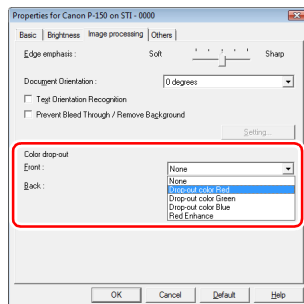 Properties for Canon P-150 on STI - 0000
Basic Brightness Image processing Others
Edge emphasis : Soft Sharp
Document Orientation : 0 degrees
Text Orientation Recognition
Prevent Bleed Through / Remove Background
Setting...
Color drop-out
Front : None
Back :
None
Drop-out color Red
Drop-out color Green
Drop-out color Blue
Red Enhance
OK Cancel Default Help